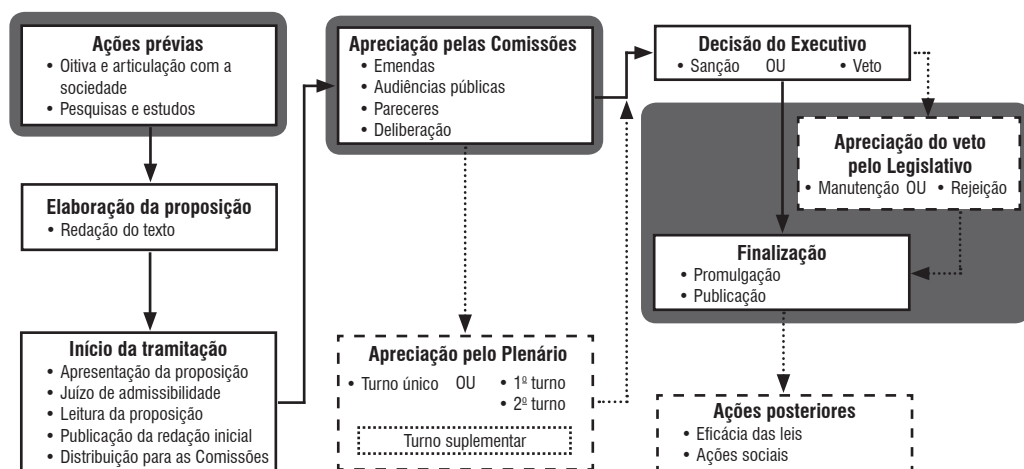 Ações prévias
• Oitiva e articulação com a
sociedade
• Pesquisas e estudos
Elaboração da proposição
• Redação do texto
Início da tramitação
• Apresentação da proposição
• Juízo de admissibilidade
• Leitura da proposição
• Publicação da redação inicial
• Distribuição para as Comissões
Apreciação pelas Comissões
• Emendas
• Audiências públicas
• Pareceres
• Deliberação
Apreciação pelo Plenário
• Turno único OU • 1º turno
• 2º turno
Turno suplementar
Decisão do Executivo
• Sanção OU • Veto
Apreciação do veto
pelo Legislativo
• Manutenção OU • Rejeição
Finalização
• Promulgação
• Publicação
Ações posteriores
• Eficácia das leis
• Ações sociais